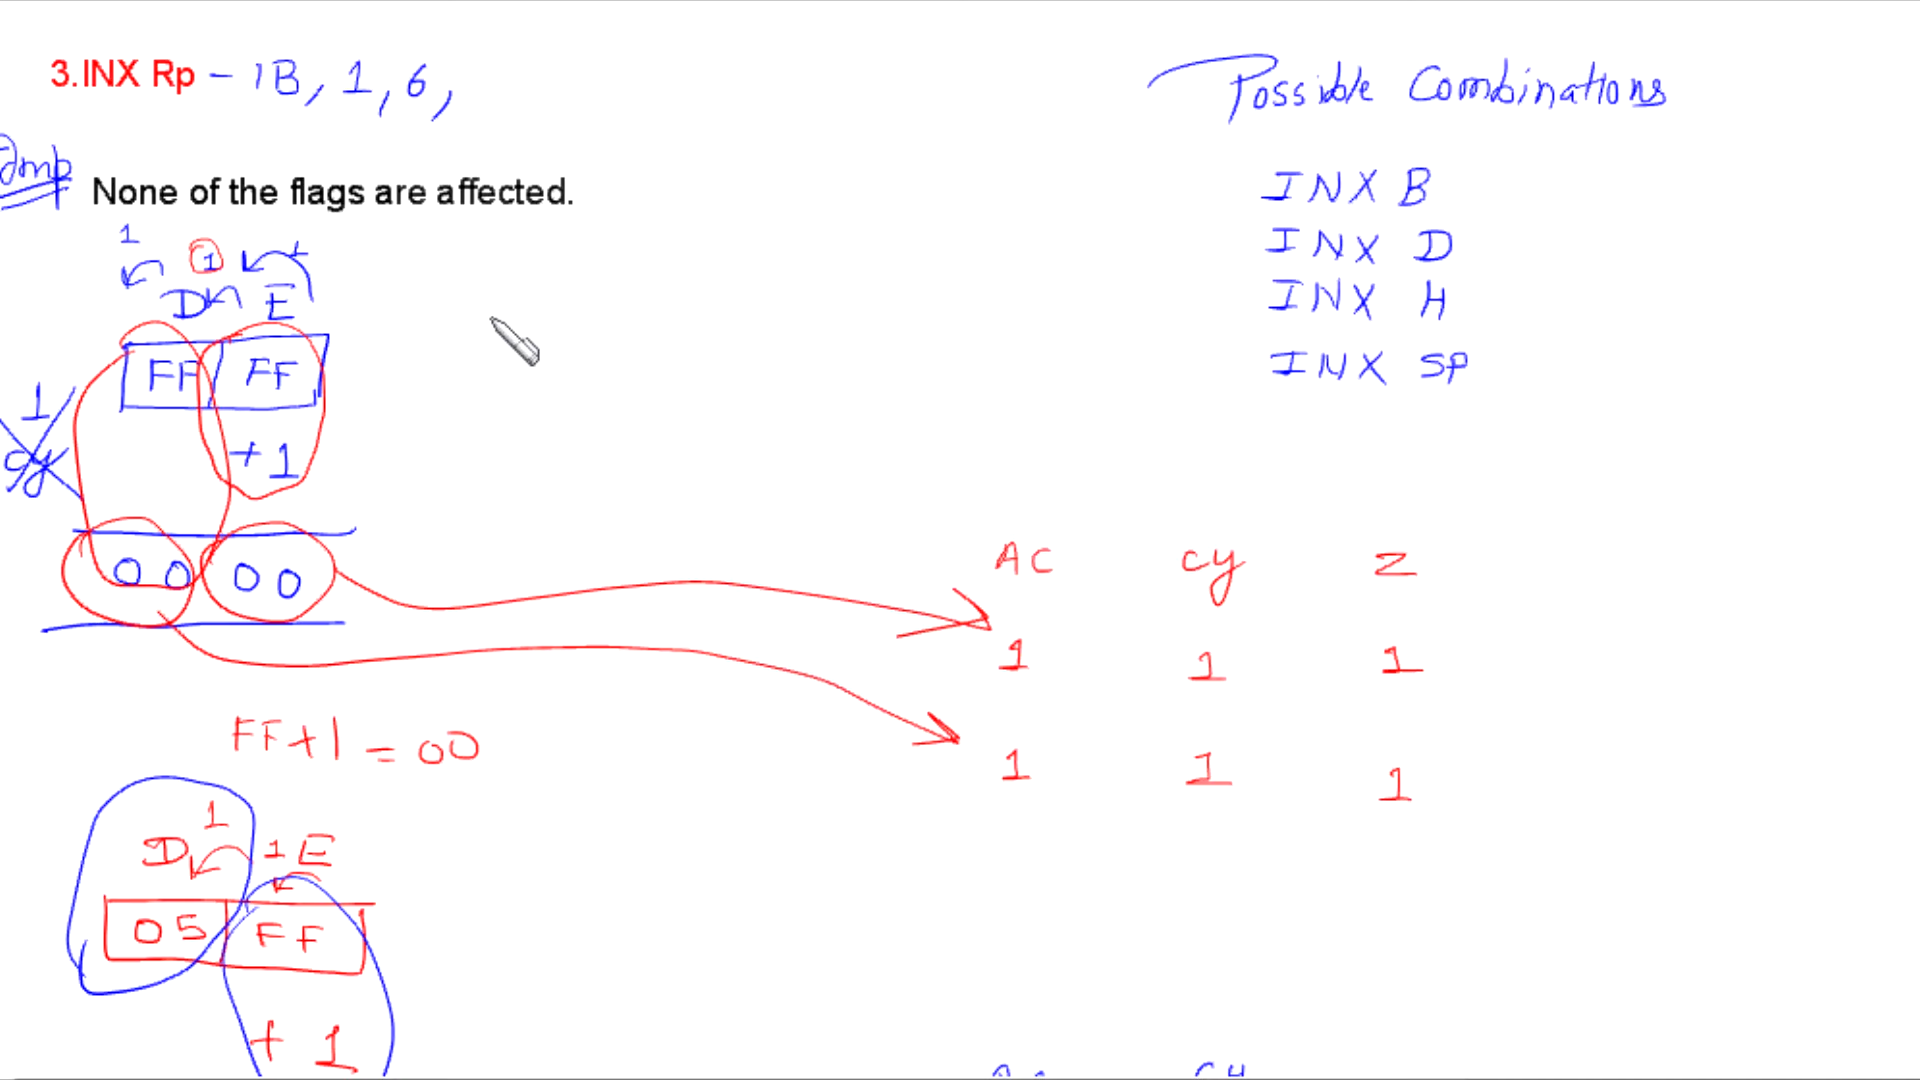 3.INX Rp - 1B, 1, 6,
Imp None of the flags are affected.
1 1 1
D E
FF FF
1
cy
+ 1
00 00
FF+1 = 00
1
D 1 E
05 FF
+ 1
Possible Combinations
INX B
INX D
INX H
INX SP
AC cy Z
1 1 1
1 1 1